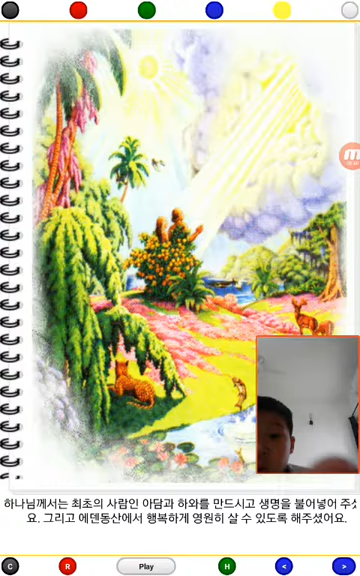 하나님께서는 최초의 사람인 아담과 하와를 만드시고 생명을 불어넣어 주셨
요. 그리고 에덴동산에서 행복하게 영원히 살 수 있도록 해주셨어요.
C R Play H < >